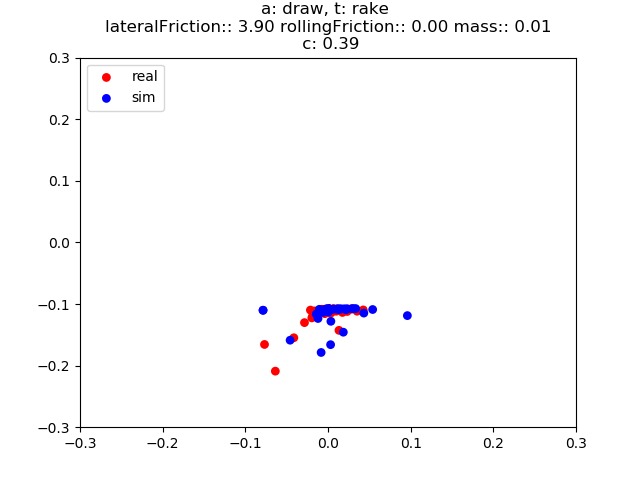 a: draw, t: rake
lateralFriction:: 3.90 rollingFriction:: 0.00 mass:: 0.01
c: 0.39
real
sim
0.3
0.2
0.1
0.0
−0.1
−0.2
−0.3
−0.3
−0.2
−0.1
0.0
0.1
0.2
0.3